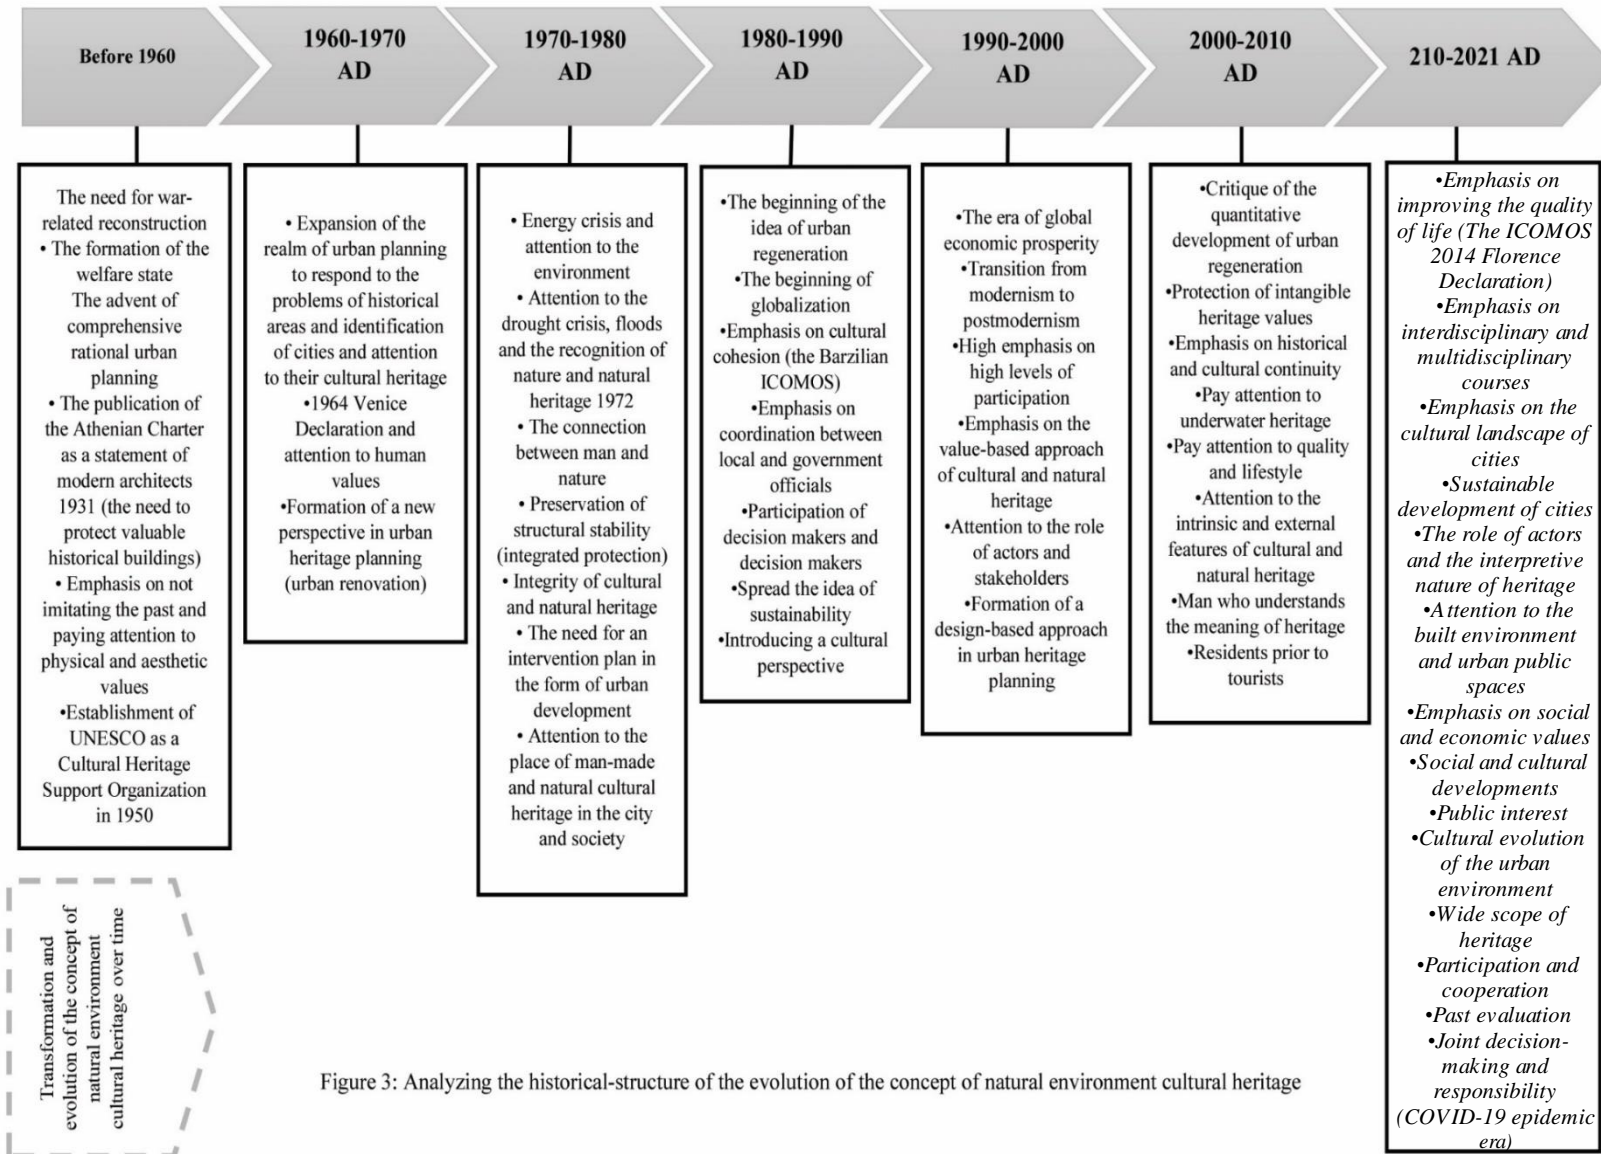 Before 1960
1960-1970
AD
1970-1980
AD
1980-1990
AD
1990-2000
AD
2000-2010
AD
210-2021 AD
The need for war-
related reconstruction
• The formation of the
welfare state
The advent of
comprehensive
rational urban
planning
• The publication of
the Athenian Charter
as a statement of
modern architects
1931 (the need to
protect valuable
historical buildings)
• Emphasis on not
imitating the past and
paying attention to
physical and aesthetic
values
•Establishment of
UNESCO as a
Cultural Heritage
Support Organization
in 1950
• Expansion of the
realm of urban planning
to respond to the
problems of historical
areas and identification
of cities and attention
to their cultural heritage
•1964 Venice
Declaration and
attention to human
values
•Formation of a new
perspective in urban
heritage planning
(urban renovation)
• Energy crisis and
attention to the
environment
• Attention to the
drought crisis, floods
and the recognition of
nature and natural
heritage 1972
• The connection
between man and
nature
• Preservation of
structural stability
(integrated protection)
• Integrity of cultural
and natural heritage
• The need for an
intervention plan in
the form of urban
development
• Attention to the
place of man-made
and natural cultural
heritage in the city
and society
•The beginning of the
idea of urban
regeneration
•The beginning of
globalization
•Emphasis on cultural
cohesion (the Barzilian
ICOMOS)
•Emphasis on
coordination between
local and government
officials
•Participation of
decision makers and
decision makers
•Spread the idea of
sustainability
•Introducing a cultural
perspective
•The era of global
economic prosperity
•Transition from
modernism to
postmodernism
•High emphasis on
high levels of
participation
•Emphasis on the
value-based approach
of cultural and natural
heritage
•Attention to the role
of actors and
stakeholders
•Formation of a
design-based approach
in urban heritage
planning
•Critique of the
quantitative
development of urban
regeneration
•Protection of intangible
heritage values
•Emphasis on historical
and cultural continuity
•Pay attention to
underwater heritage
•Pay attention to quality
and lifestyle
•Attention to the
intrinsic and external
features of cultural and
natural heritage
•Man who understands
the meaning of heritage
•Residents prior to
tourists
•Emphasis on
improving the quality
of life (The ICOMOS
2014 Florence
Declaration)
•Emphasis on
interdisciplinary and
multidisciplinary
courses
•Emphasis on the
cultural landscape of
cities
•Sustainable
development of cities
•The role of actors
and the interpretive
nature of heritage
•Attention to the
built environment
and urban public
spaces
•Emphasis on social
and economic values
•Social and cultural
developments
•Public interest
•Cultural evolution
of the urban
environment
•Wide scope of
heritage
•Participation and
cooperation
•Past evaluation
•Joint decision-
making and
responsibility
(COVID-19 epidemic
era)
Transformation and
evolution of the concept of
natural environment
cultural heritage over time
Figure 3: Analyzing the historical-structure of the evolution of the concept of natural environment cultural heritage